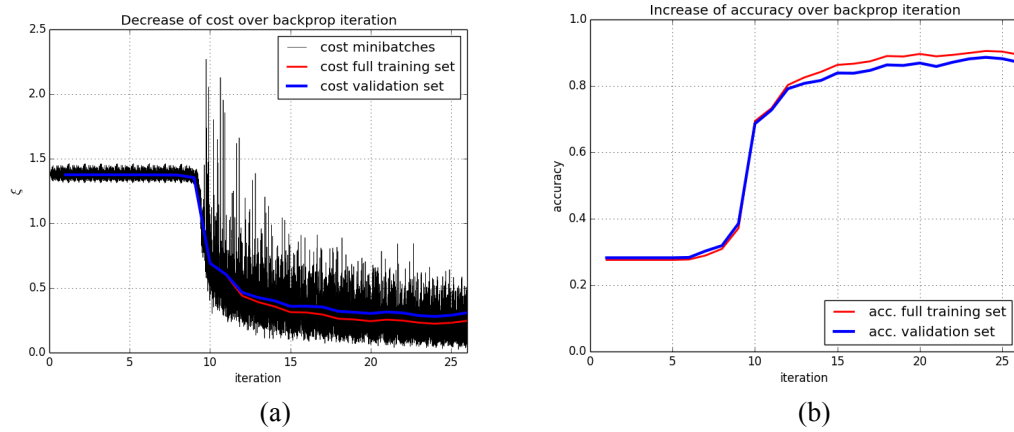 Decrease of cost over backprop iteration
2.5
2.0
1.5
1.0
0.5
0.0
ξ
cost minibatches
cost full training set
cost validation set
0 5 10 15 20 25
iteration
(a)
Increase of accuracy over backprop iteration
1.0
0.8
0.6
0.4
0.2
0.0
accuracy
acc. full training set
acc. validation set
0 5 10 15 20 25
iteration
(b)